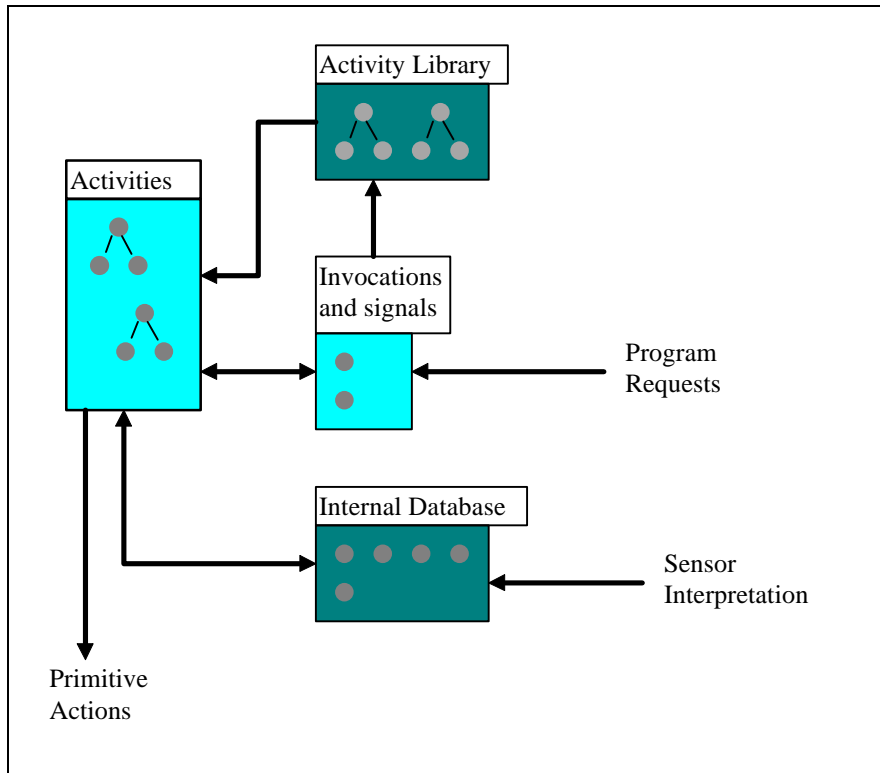 Activity Library
Activities
Invocations
and signals
Program
Requests
Internal Database
Sensor
Interpretation
Primitive
Actions